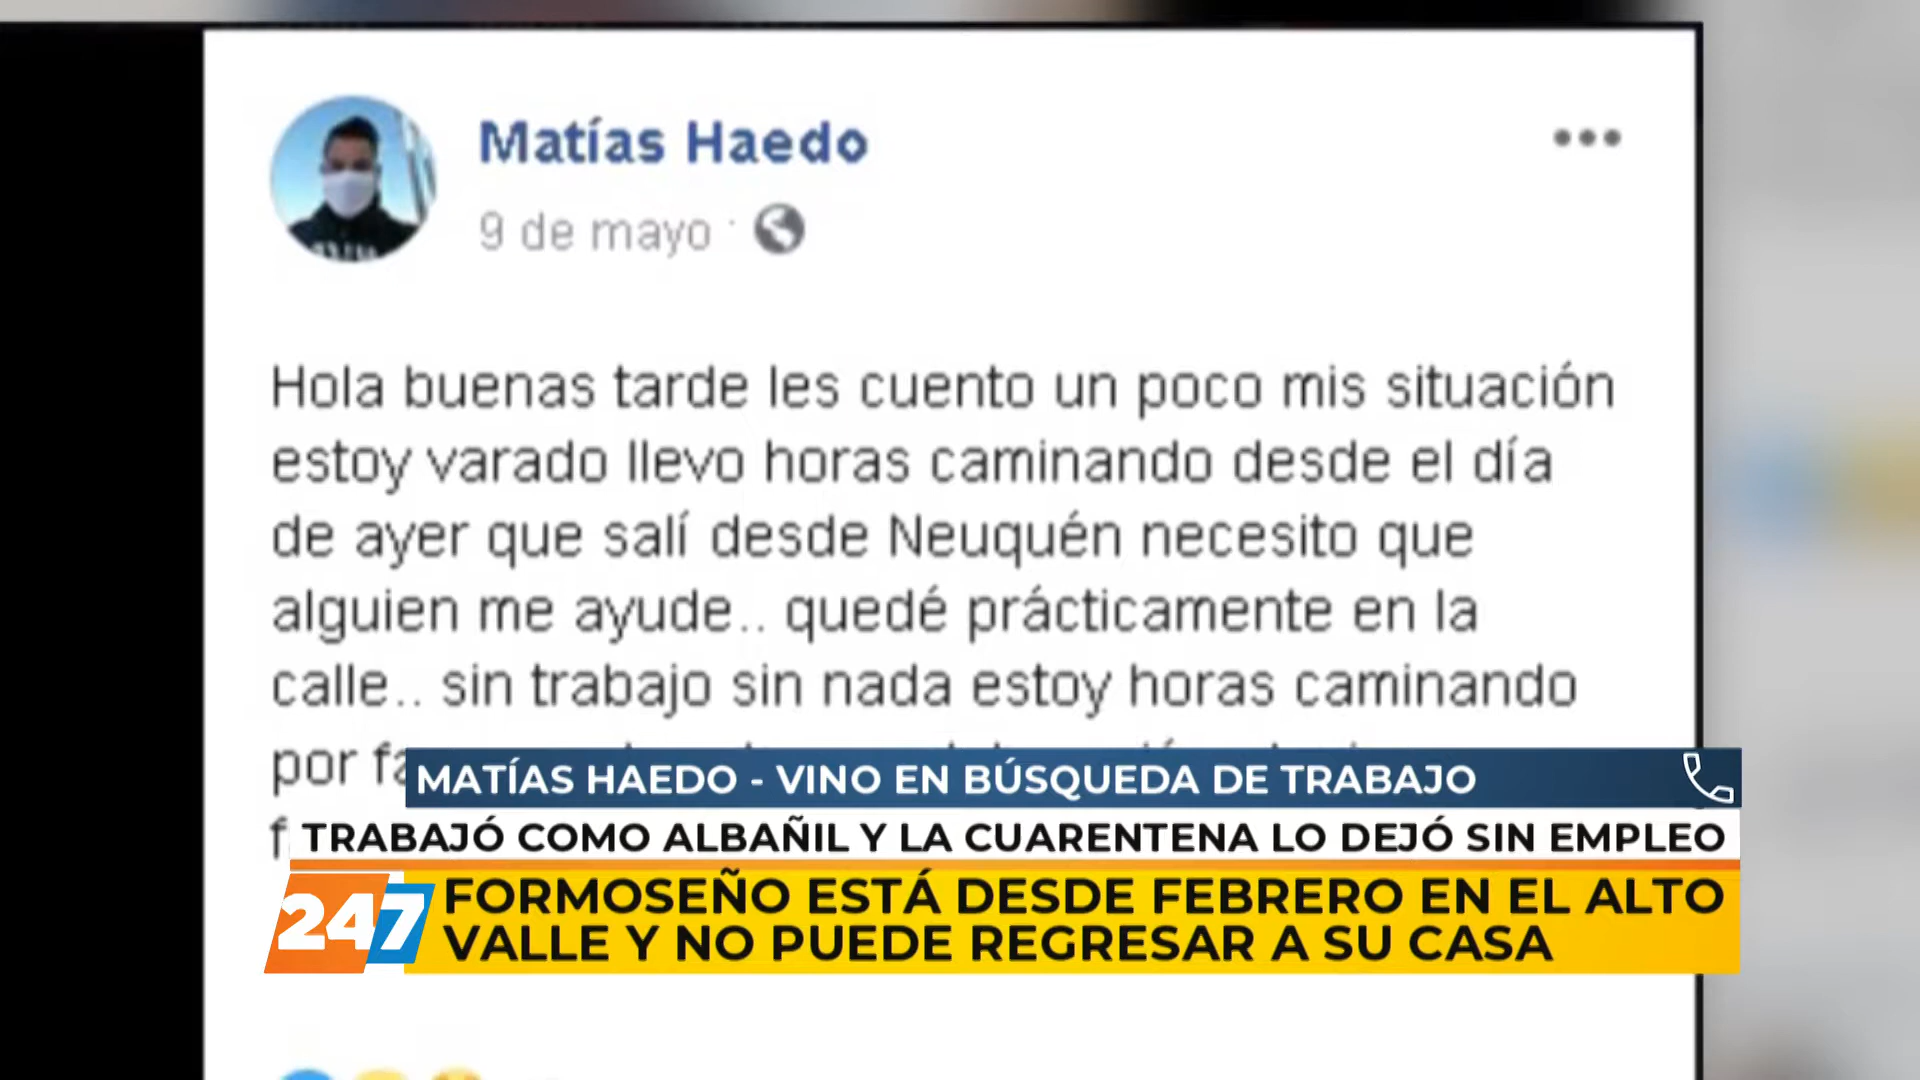 Matías Haedo
9 de mayo
Hola buenas tarde les cuento un poco mis situación
estoy varado llevo horas caminando desde el día
de ayer que salí desde Neuquén necesito que
alguien me ayude.. quedé prácticamente en la
calle.. sin trabajo sin nada estoy horas caminando
por
MATÍAS HAEDO - VINO EN BÚSQUEDA DE TRABAJO
TRABAJÓ COMO ALBAÑIL Y LA CUARENTENA LO DEJÓ SIN EMPLEO
247
FORMOSEÑO ESTÁ DESDE FEBRERO EN EL ALTO
VALLE Y NO PUEDE REGRESAR A SU CASA